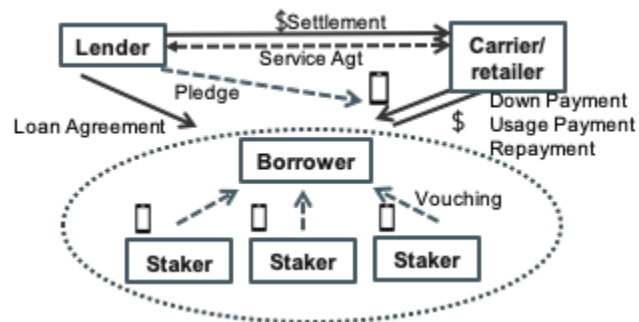 $Settlement
Lender
Service Agt
Carrier/
retailer
Pledge
Down Payment
Loan Agreement
$
Usage Payment
Repayment
Borrower
Vouching
Staker
Staker
Staker